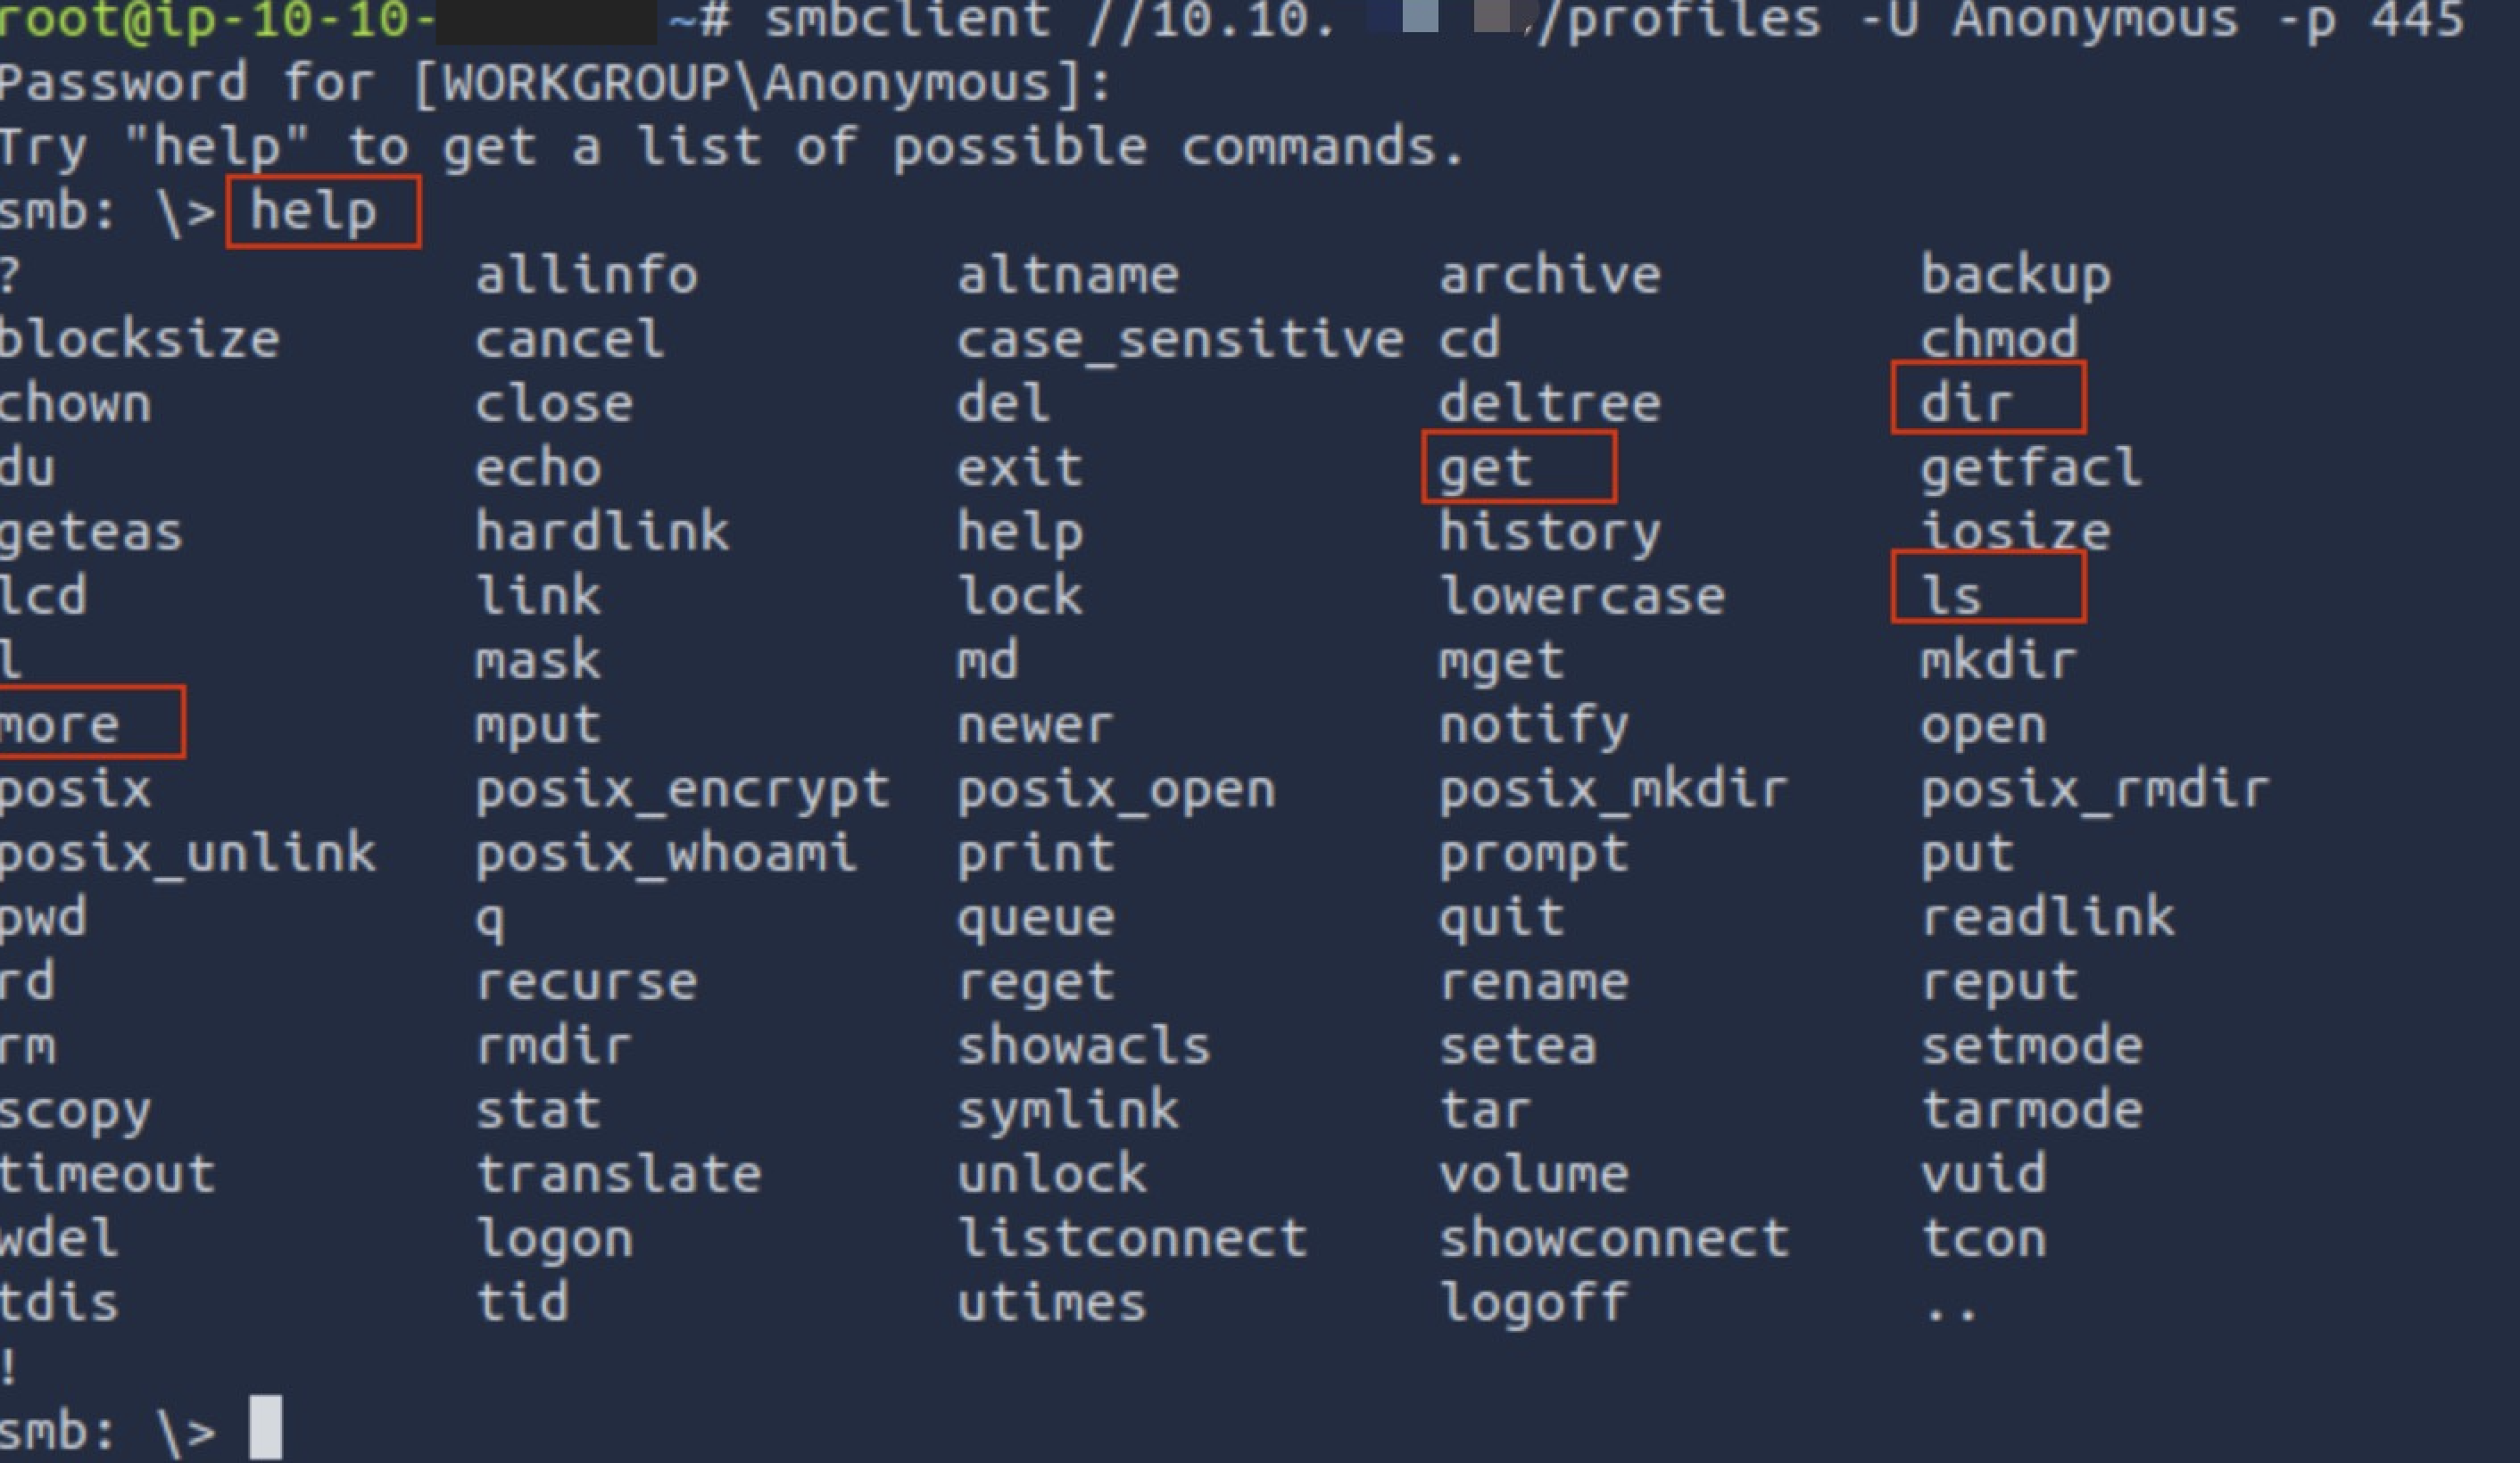 root@ip-10-10- ~# smbclient //10.10. /profiles -U Anonymous -p 445
Password for [WORKGROUP\Anonymous]:
Try "help" to get a list of possible commands.
smb: \> help
? allinfo altname archive backup
blocksize cancel case_sensitive cd chmod
chown close del deltree dir
du echo exit get getfacl
geteas hardlink help history iosize
lcd link lock lowercase ls
l mask md mget mkdir
more mput newer notify open
posix posix_encrypt posix_open posix_mkdir posix_rmdir
posix_unlink posix_whoami print prompt put
pwd q queue quit readlink
rd recurse reget rename reput
rm rmdir showacls setea setmode
scopy stat symlink tar tarmode
timeout translate unlock volume vuid
wdel logon listconnect showconnect tcon
tdis tid utimes logoff ..
!
smb: \>